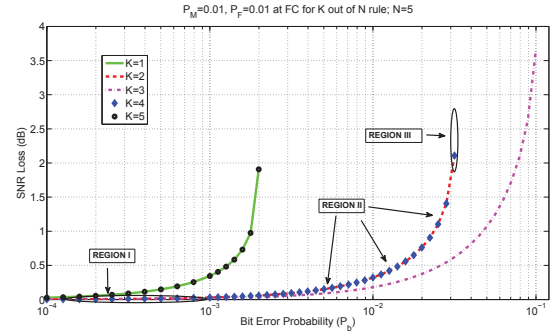 P_M=0.01, P_F=0.01 at FC for K out of N rule; N=5
4
3.5
3
2.5
2
1.5
1
0.5
0
SNR Loss (dB)
K=1
K=2
K=3
K=4
K=5
REGION III
REGION II
REGION I
10^-4
10^-3
10^-2
10^-1
Bit Error Probability (P_b)